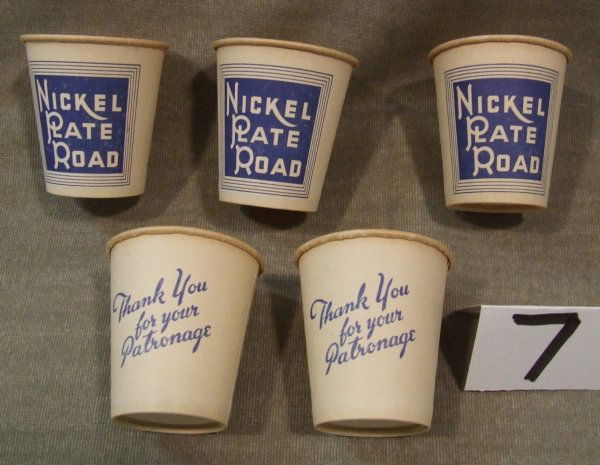 NICKEL
PLATE
ROAD
NICKEL
PLATE
ROAD
NICKEL
PLATE
ROAD
Thank You
for your
Patronage
Thank You
for your
Patronage
7